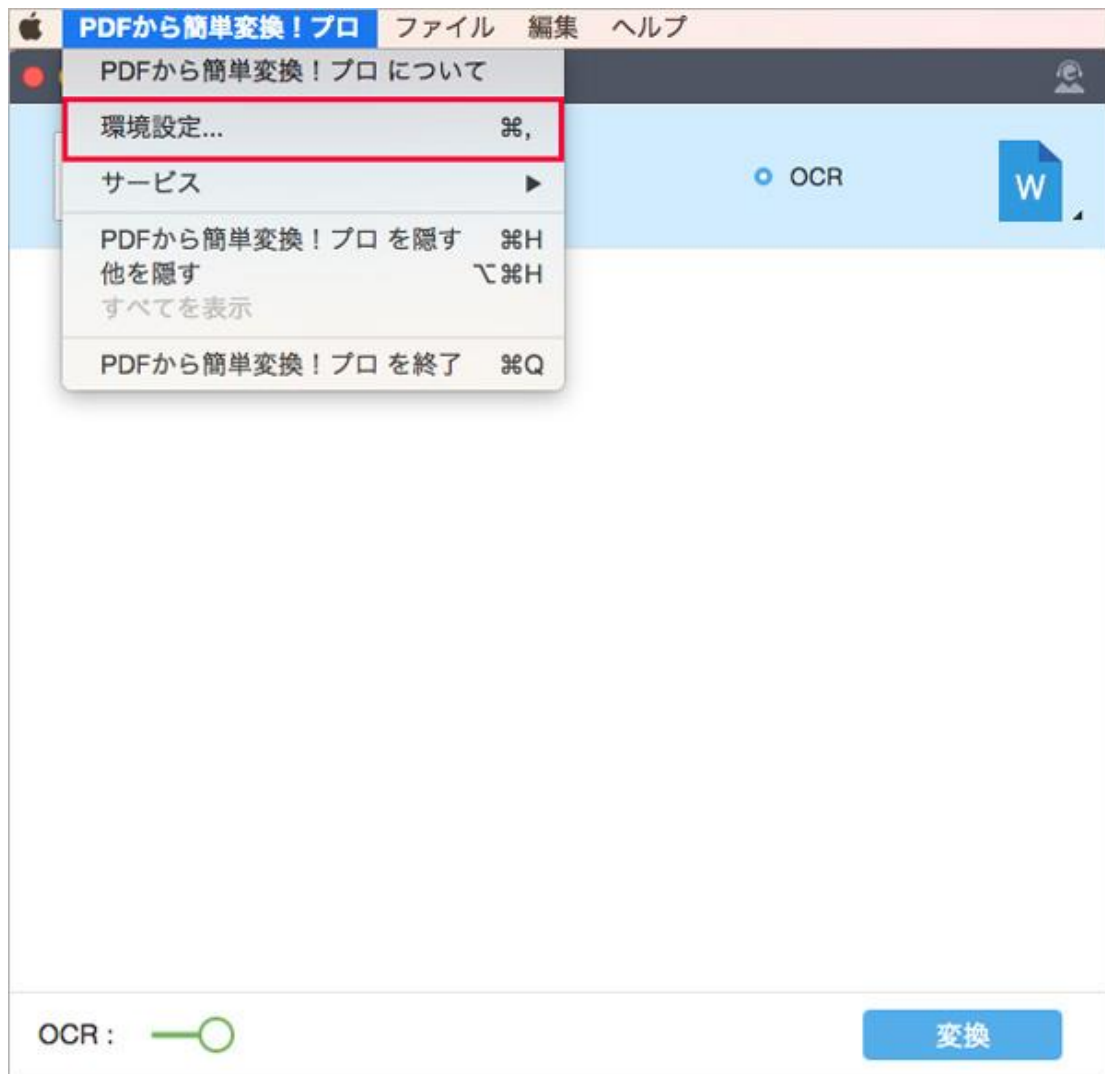 PDFから簡単変換！プロ ファイル 編集 ヘルプ
PDFから簡単変換！プロ について
環境設定... ⌘,
サービス ▶
OCR
W
PDFから簡単変換！プロ を隠す ⌘H
他を隠す ⌥⌘H
すべてを表示
PDFから簡単変換！プロ を終了 ⌘Q
OCR : 変換